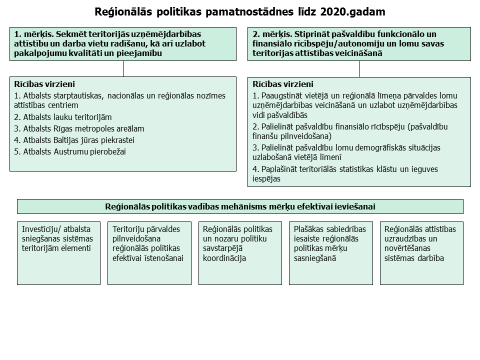 Reģionālās politikas pamatnostādnes līdz 2020.gadam
1. mērķis. Sekmēt teritorijās uzņēmējdarbības
attīstību un darba vietu radīšanu, kā arī uzlabot
pakalpojumu kvalitāti un pieejamību
Rīcības virzieni
1. Atbalsts starptautiskas, nacionālas un reģionālas nozīmes
attīstības centriem
2. Atbalsts lauku teritorijām
3. Atbalsts Rīgas metropoles areālam
4. Atbalsts Baltijas jūras piekrastei
5. Atbalsts Austrumu pierobežai
2. mērķis. Stiprināt pašvaldību funkcionālo un
finansiālo rīcībspēju/autonomiju un lomu savas
teritorijas attīstības veicināšanā
Rīcības virzieni
1. Paaugstināt vietējā un reģionālā līmeņa pārvaldes lomu
uzņēmējdarbības veicināšanā un uzlabot uzņēmējdarbības
vidi pašvaldībās
2. Palielināt pašvaldību finansiālo rīcībspēju (pašvaldību
finanšu pilnveidošana)
3. Palielināt pašvaldību lomu demogrāfiskās situācijas
uzlabošanā vietējā līmenī
4. Paplašināt teritoriālās statistikas klāstu un ieguves
iespējas
Reģionālās politikas vadības mehānisms mērķu efektīvai ieviešanai
Investīciju/ atbalsta
sniegšanas sistēmas
teritorijām elementi
Teritoriju pārvaldes
pilnveidošana
reģionālās politikas
efektīvai īstenošanai
Reģionālās politikas
un nozaru politiku
savstarpējā
koordinācija
Plašākas sabiedrības
iesaiste reģionālās
politikas mērķu
sasniegšanā
Reģionālās attīstības
uzraudzības un
novērtēšanas
sistēmas darbība